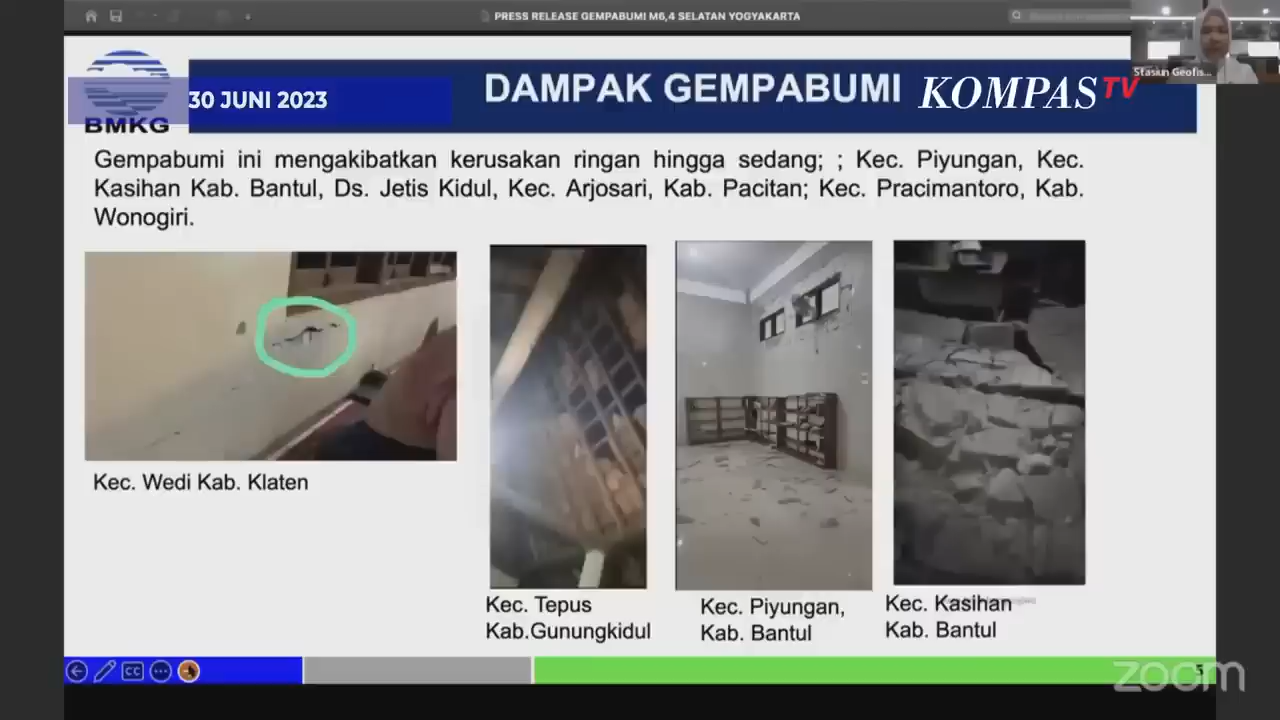 PRESS RELEASE GEMPABUMI M6,4 SELATAN YOGYAKARTA
Stasiun Geofis...
30 JUNI 2023
DAMPAK GEMPABUMI
KOMPAS TV
BMKG
Gempabumi ini mengakibatkan kerusakan ringan hingga sedang; ; Kec. Piyungan, Kec.
Kasihan Kab. Bantul, Ds. Jetis Kidul, Kec. Arjosari, Kab. Pacitan; Kec. Pracimantoro, Kab.
Wonogiri.
Kec. Wedi Kab. Klaten
Kec. Tepus
Kab.Gunungkidul
Kec. Piyungan,
Kab. Bantul
Kec. Kasihan
Kab. Bantul
CC
5
zoom